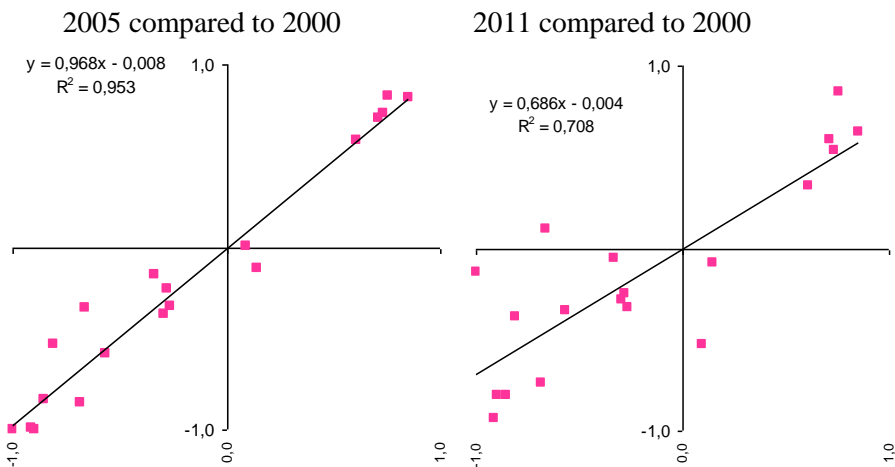 2005 compared to 2000
y = 0,968x - 0,008
R² = 0,953
1,0
-1,0
-1,0
0,0
1,0
2011 compared to 2000
y = 0,686x - 0,004
R² = 0,708
1,0
-1,0
-1,0
0,0
1,0